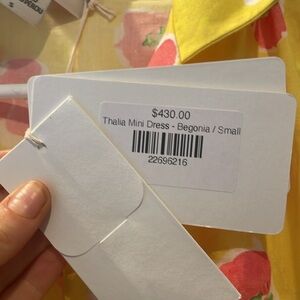 $430.00
Thalia Mini Dress - Begonia / Small
22696216
S